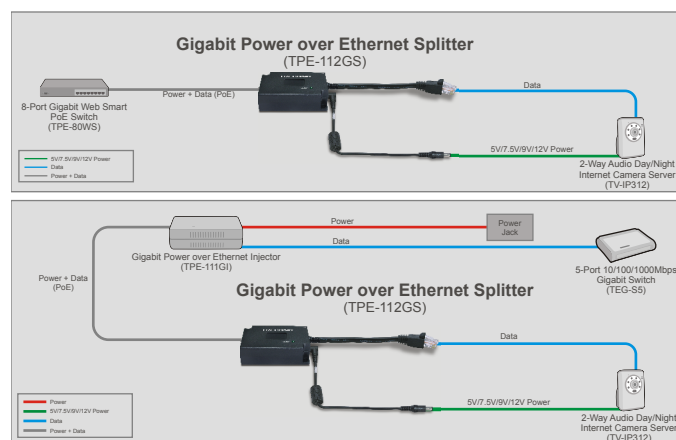 Gigabit Power over Ethernet Splitter
(TPE-112GS)
Power + Data (PoE)
Data
8-Port Gigabit Web Smart
PoE Switch
(TPE-80WS)
5V/7.5V/9V/12V Power
2-Way Audio Day/Night
Internet Camera Server
(TV-IP312)
5V/7.5V/9V/12V Power
Data
Power + Data
Power
Power
Jack
Data
Gigabit Power over Ethernet Injector
(TPE-111GI)
5-Port 10/100/1000Mbps
Gigabit Switch
(TEG-S5)
Power + Data
(PoE)
Gigabit Power over Ethernet Splitter
(TPE-112GS)
Data
5V/7.5V/9V/12V Power
2-Way Audio Day/Night
Internet Camera Server
(TV-IP312)
Power
5V/7.5V/9V/12V Power
Data
Power + Data